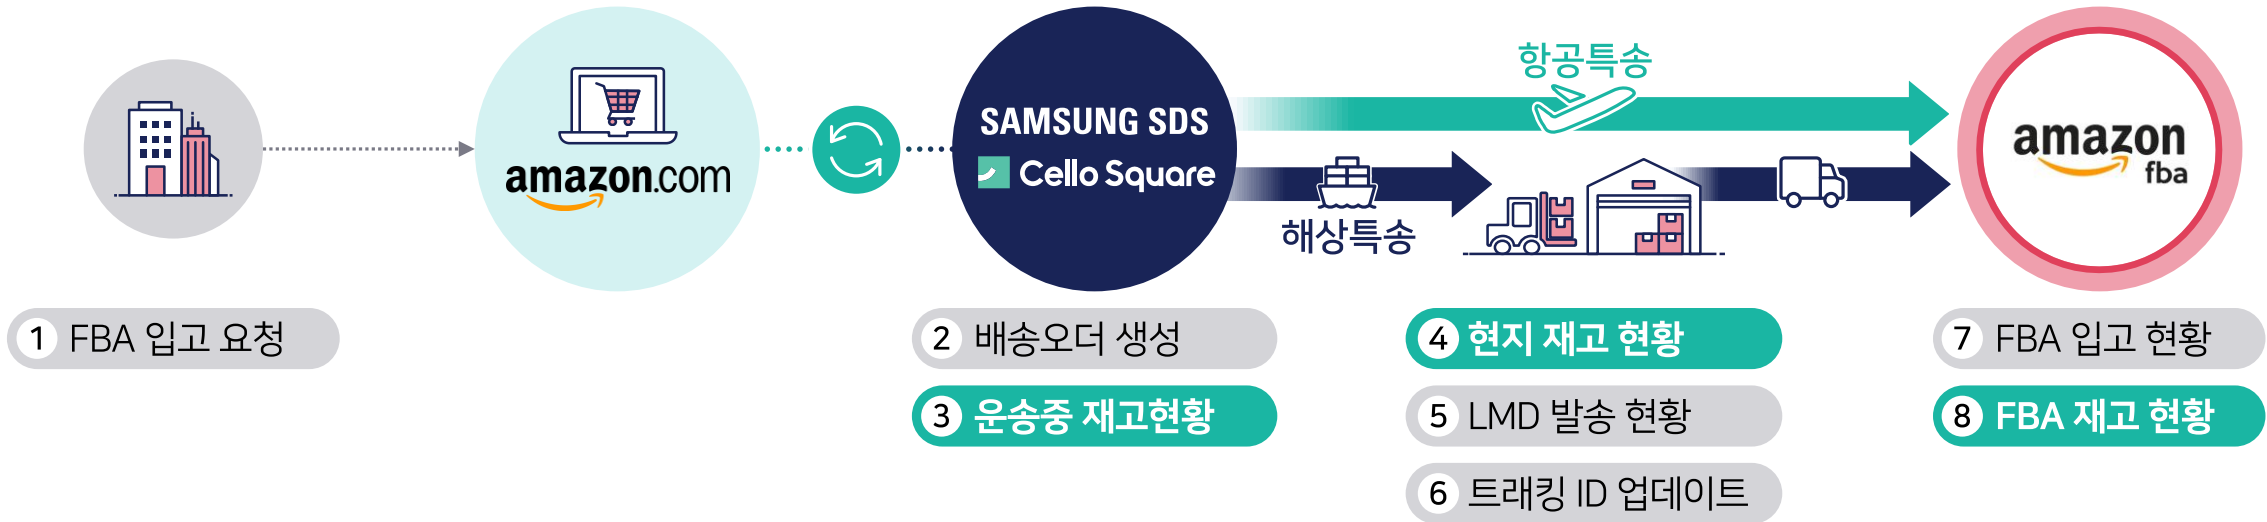 amazon.com
SAMSUNG SDS
Cello Square
항공특송
해상특송
amazon
fba
1 FBA 입고 요청
2 배송오더 생성
3 운송중 재고현황
4 현지 재고 현황
5 LMD 발송 현황
6 트래킹 ID 업데이트
7 FBA 입고 현황
8 FBA 재고 현황